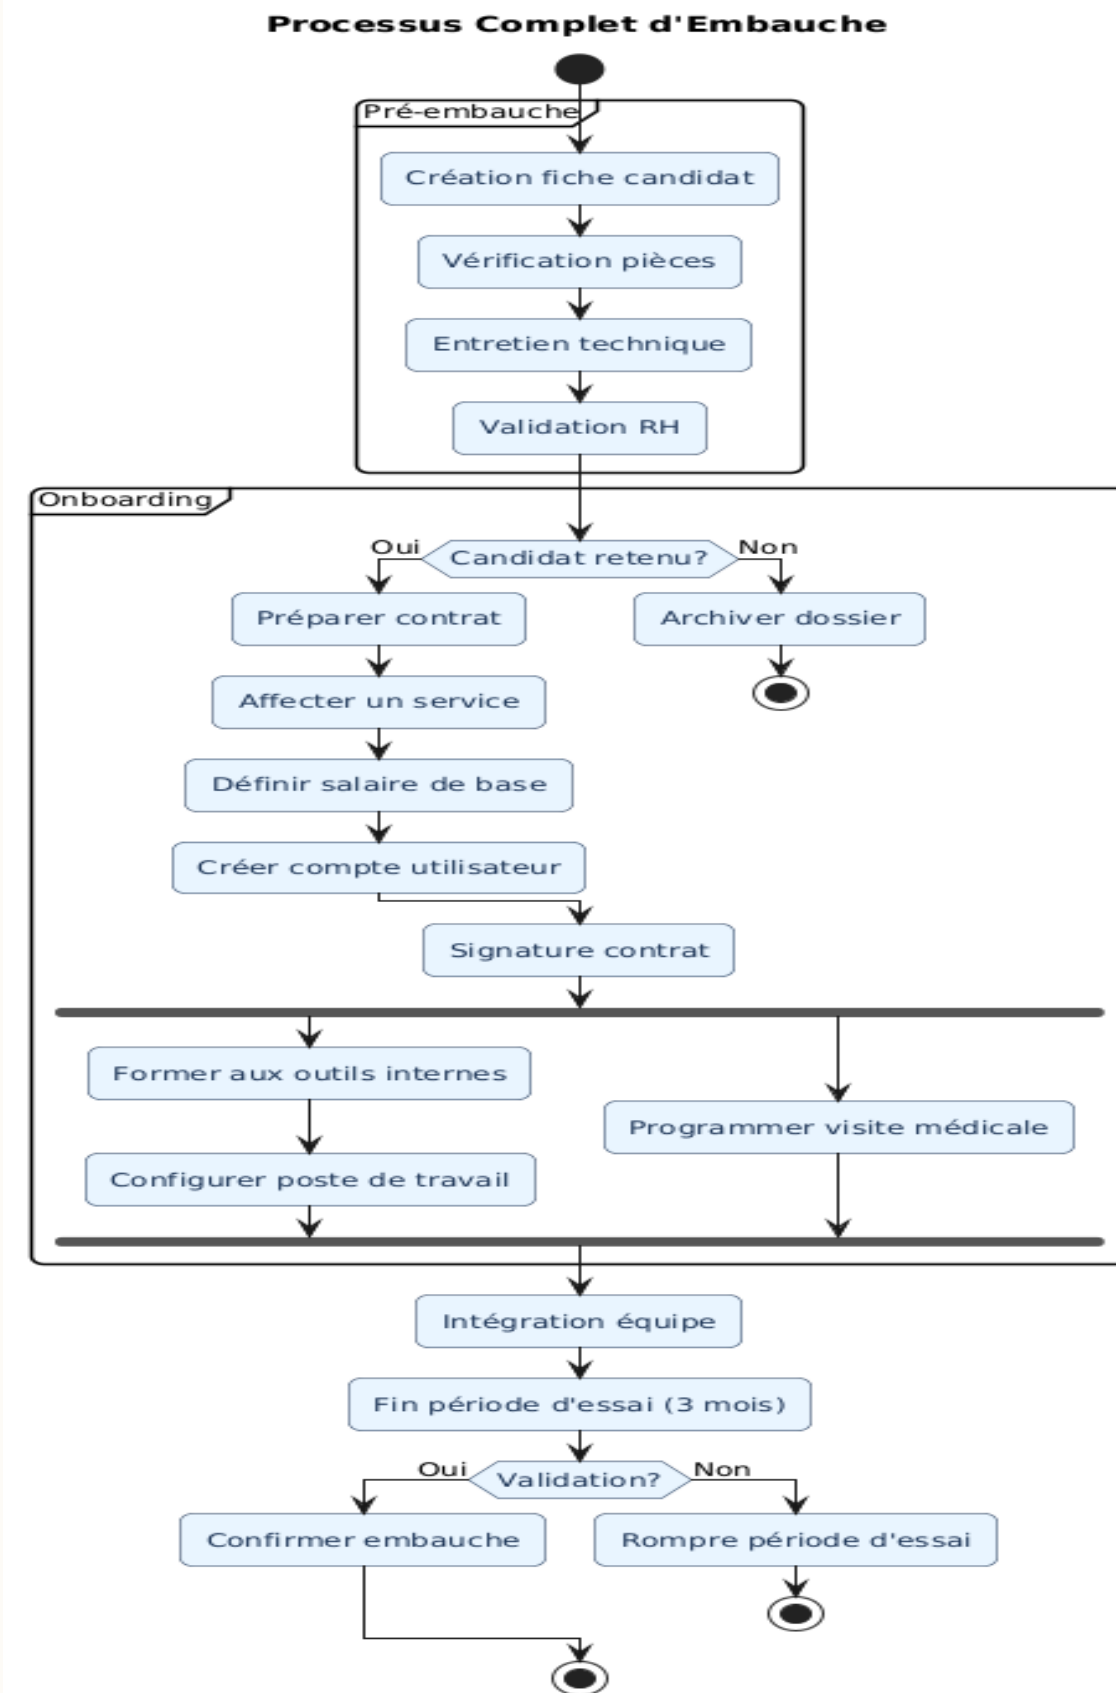 Processus Complet d'Embauche
Pré-embauche
Création fiche candidat
Vérification pièces
Entretien technique
Validation RH
Onboarding
Oui
Candidat retenu?
Non
Préparer contrat
Archiver dossier
Affecter un service
Définir salaire de base
Créer compte utilisateur
Signature contrat
Former aux outils internes
Programmer visite médicale
Configurer poste de travail
Intégration équipe
Fin période d'essai (3 mois)
Oui
Validation?
Non
Confirmer embauche
Rompre période d'essai